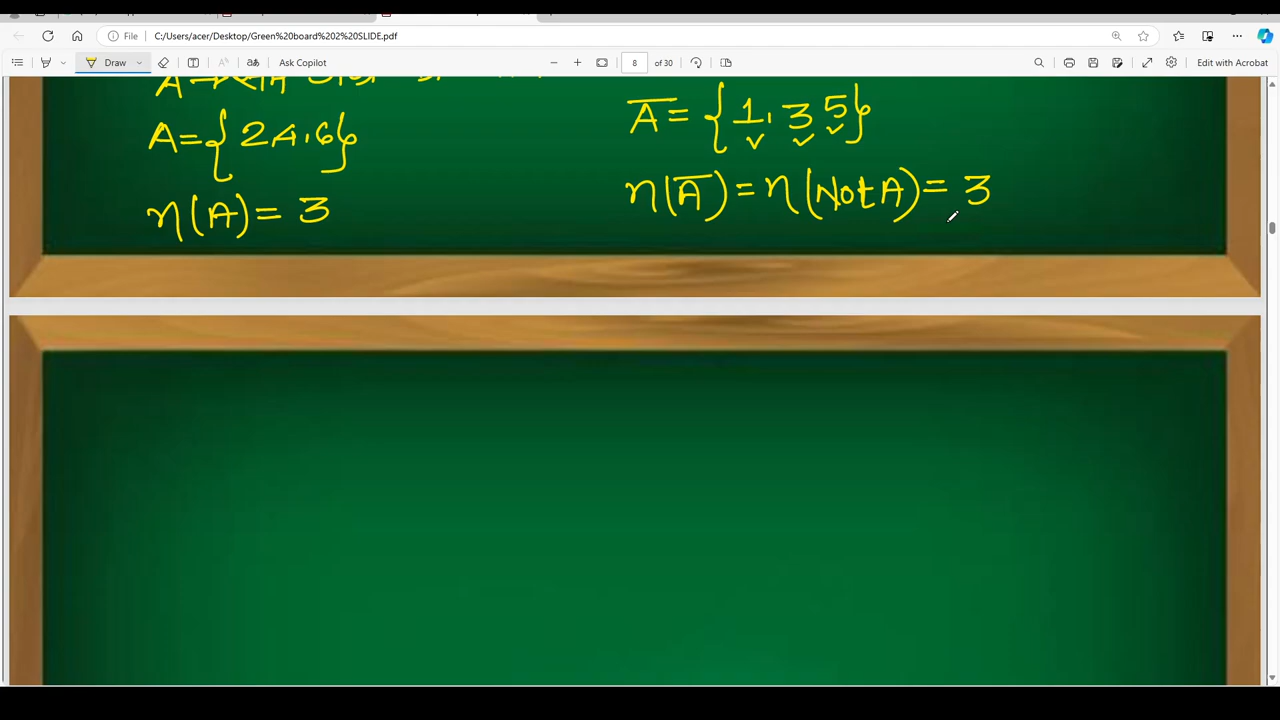 File C:/Users/acer/Desktop/Green%20board%202%20SLIDE.pdf
Draw Ask Copilot 8 of 30 Edit with Acrobat
A={2,4,6}
n(A)= 3
A̅= {1, 3 5}
n(A̅)=n(Not A)= 3